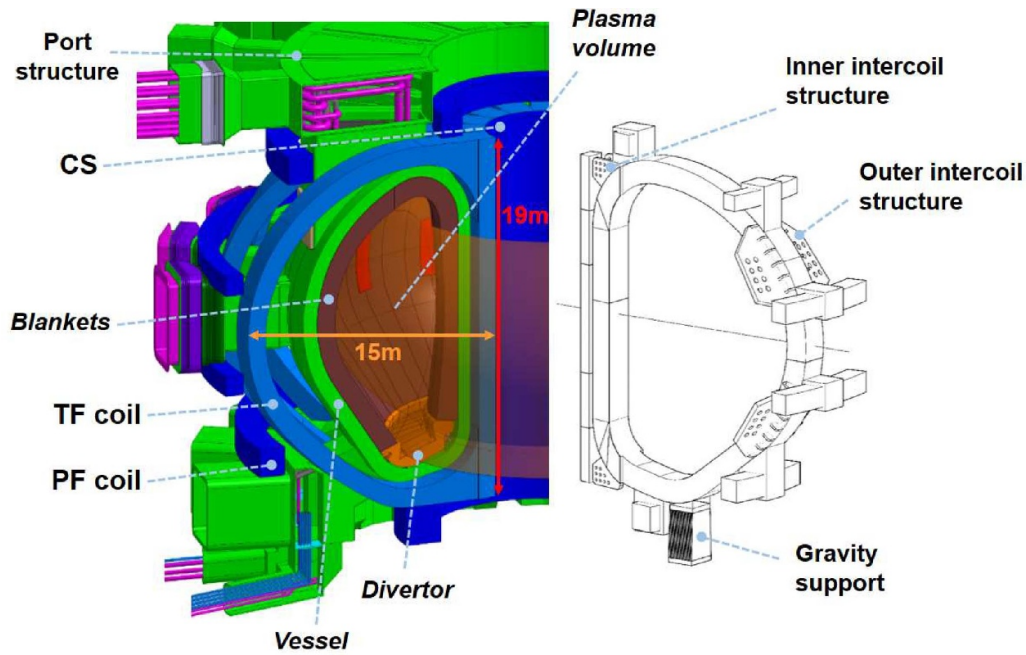 Port
structure
CS
Blankets
TF coil
PF coil
Vessel
Divertor
Plasma
volume
19m
15m
Inner intercoil
structure
Outer intercoil
structure
Gravity
support